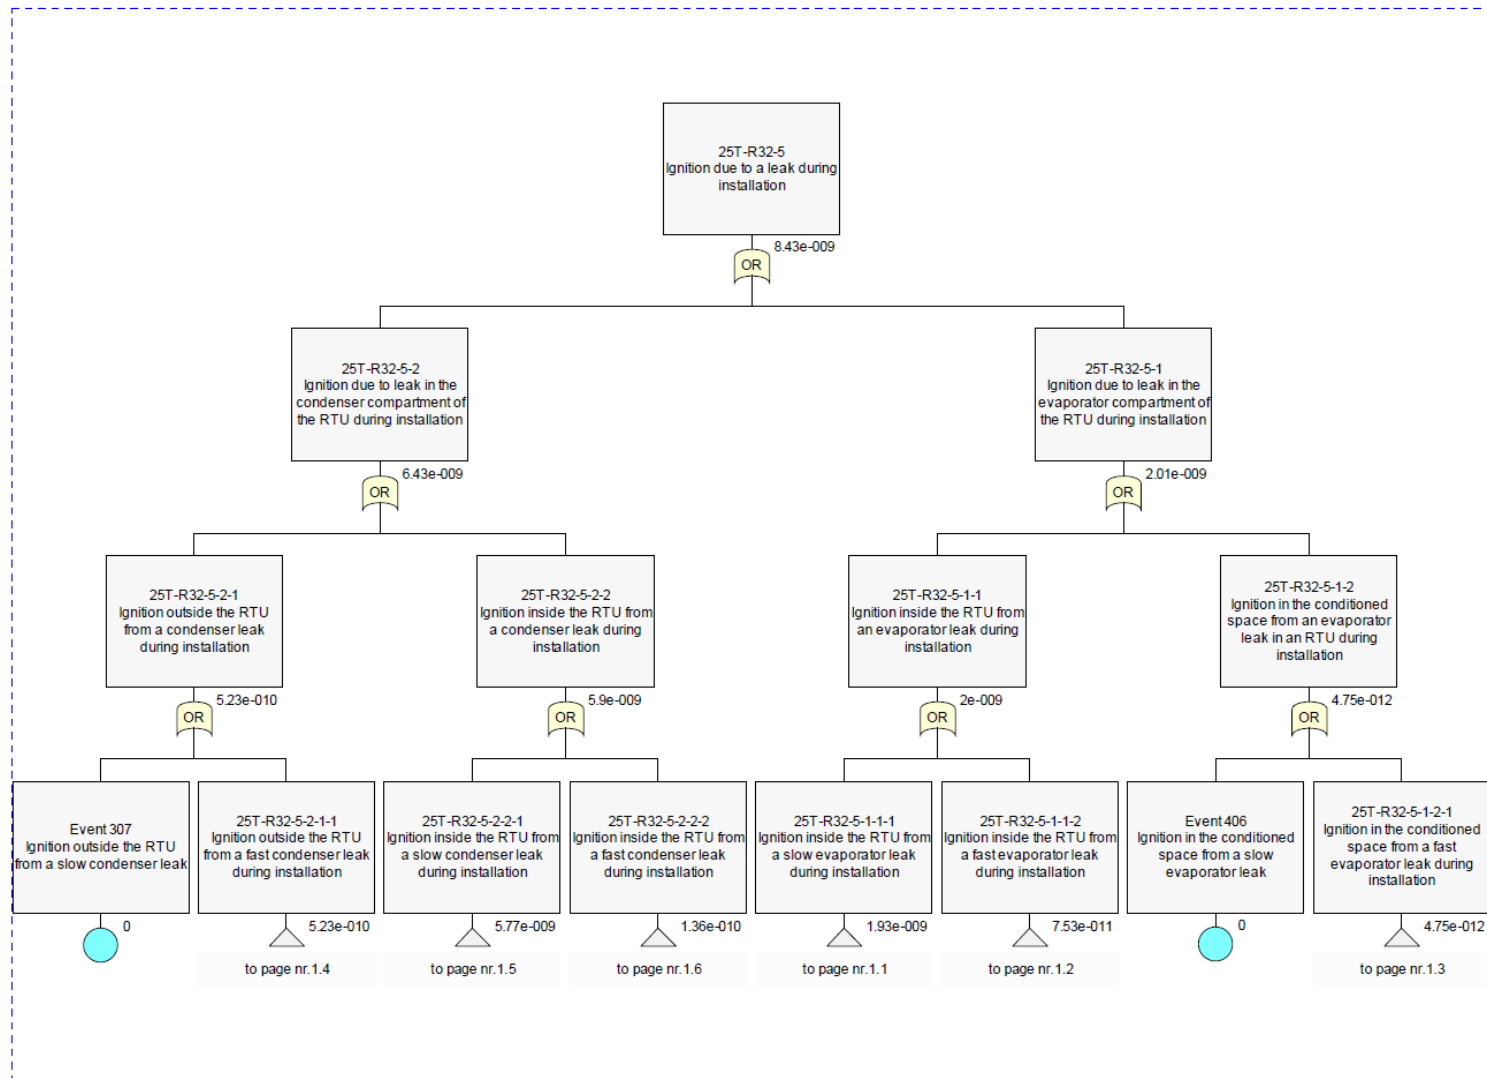 25T-R32-5
Ignition due to a leak during
installation
8.43e-009
OR
25T-R32-5-2
Ignition due to leak in the
condenser compartment of
the RTU during installation
6.43e-009
OR
25T-R32-5-1
Ignition due to leak in the
evaporator compartment of
the RTU during installation
2.01e-009
OR
25T-R32-5-2-1
Ignition outside the RTU
from a condenser leak
during installation
5.23e-010
OR
25T-R32-5-2-2
Ignition inside the RTU from
a condenser leak during
installation
5.9e-009
OR
25T-R32-5-1-1
Ignition inside the RTU from
an evaporator leak during
installation
2e-009
OR
25T-R32-5-1-2
Ignition in the conditioned
space from an evaporator
leak in an RTU during
installation
4.75e-012
OR
Event 307
Ignition outside the RTU
from a slow condenser leak
0
25T-R32-5-2-1-1
Ignition outside the RTU
from a fast condenser leak
during installation
5.23e-010
to page nr.1.4
25T-R32-5-2-2-1
Ignition inside the RTU from
a slow condenser leak
during installation
5.77e-009
to page nr.1.5
25T-R32-5-2-2-2
Ignition inside the RTU from
a fast condenser leak
during installation
1.36e-010
to page nr.1.6
25T-R32-5-1-1-1
Ignition inside the RTU from
a slow evaporator leak
during installation
1.93e-009
to page nr.1.1
25T-R32-5-1-1-2
Ignition inside the RTU from
a fast evaporator leak
during installation
7.53e-011
to page nr.1.2
Event 406
Ignition in the conditioned
space from a slow
evaporator leak
0
25T-R32-5-1-2-1
Ignition in the conditioned
space from a fast
evaporator leak during
installation
4.75e-012
to page nr.1.3